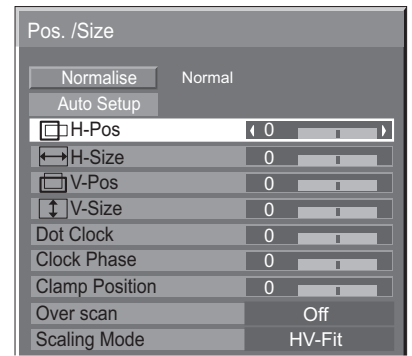 Pos. /Size
Normalise Normal
Auto Setup
H-Pos 0
H-Size 0
V-Pos 0
V-Size 0
Dot Clock 0
Clock Phase 0
Clamp Position 0
Over scan Off
Scaling Mode HV-Fit